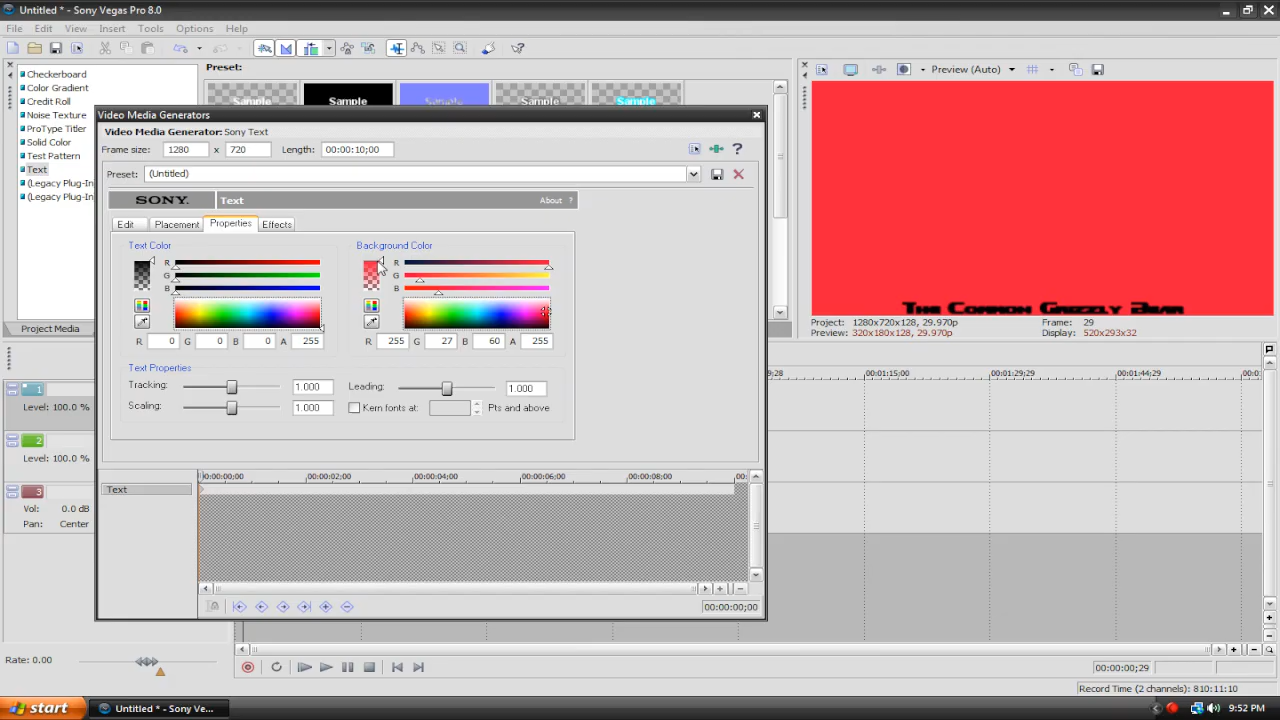 Untitled * - Sony Vegas Pro 8.0
File Edit View Insert Tools Options Help
Checkerboard
Color Gradient
Credit Roll
Noise Texture
ProType Titler
Solid Color
Test Pattern
Text
(Legacy Plug-In
(Legacy Plug-In
Project Media
Preset:
Sample Sample Sample Sample Sample
Preview (Auto)
The Common Grizzly Bear
Project: 1280x720x128, 29.970p Frame: 29
Preview: 320x180x128, 29.970p Display: 520x293x32
Video Media Generators
Video Media Generator: Sony Text
Frame size: 1280 x 720 Length: 00:00:10;00
Preset: (Untitled)
SONY. Text About ?
Edit Placement Properties Effects
Text Color Background Color
R R
G G
B B
R 0 G 0 B 0 A 255 R 255 G 27 B 60 A 255
Text Properties
Tracking: 1.000 Leading: 1.000
Scaling: 1.000 Kern fonts at: Pts and above
00:00:00;00 00:00:02;00 00:00:04;00 00:00:06;00 00:00:08;00 00:
Text
00:00:00;00
1
Level: 100.0 %
2
Level: 100.0 %
3
Vol: 0.0 dB
Pan: Center
:29:28 00:01:15;00 00:01:29;29 00:01:44;29 00:0
Rate: 0.00
00:00:00;29
Record Time (2 channels): 810:11:10
start Untitled * - Sony Ve... 9:52 PM